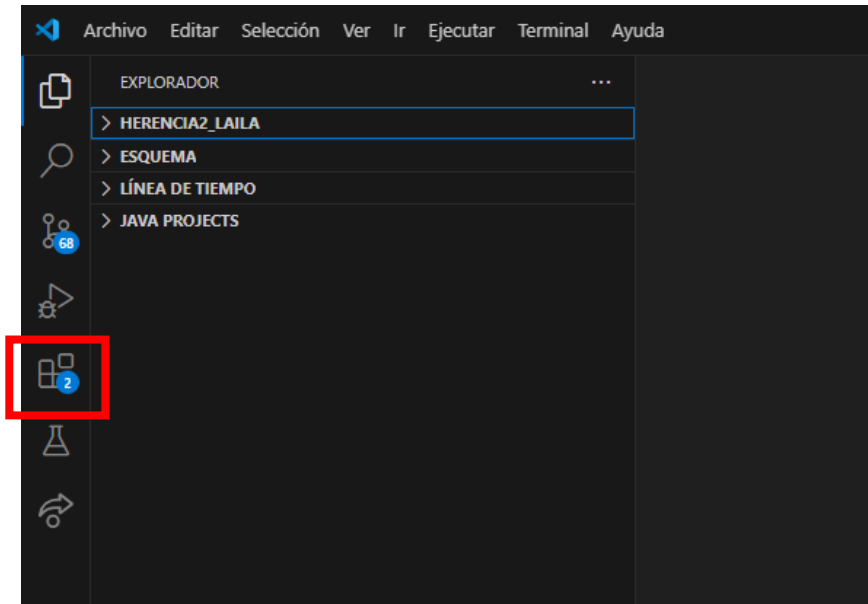 Archivo Editar Selección Ver Ir Ejecutar Terminal Ayuda
EXPLORADOR
HERENCIA2_LAILA
ESQUEMA
LÍNEA DE TIEMPO
JAVA PROJECTS
68
2